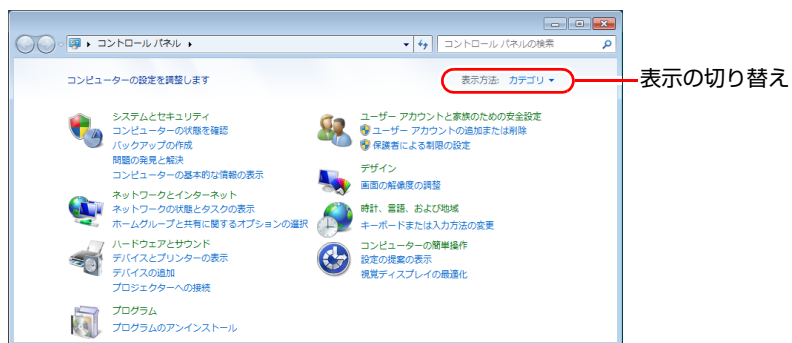 コントロール パネル
コントロール パネルの検索
コンピューターの設定を調整します
表示方法: カテゴリ
表示の切り替え
システムとセキュリティ
コンピューターの状態を確認
バックアップの作成
問題の発見と解決
コンピューターの基本的な情報の表示
ネットワークとインターネット
ネットワークの状態とタスクの表示
ホームグループと共有に関するオプションの選択
ハードウェアとサウンド
デバイスとプリンターの表示
デバイスの追加
プロジェクターへの接続
プログラム
プログラムのアンインストール
ユーザー アカウントと家族のための安全設定
ユーザー アカウントの追加または削除
保護者による制限の設定
デザイン
画面の解像度の調整
時計、言語、および地域
キーボードまたは入力方法の変更
コンピューターの簡単操作
設定の提案の表示
視覚ディスプレイの最適化